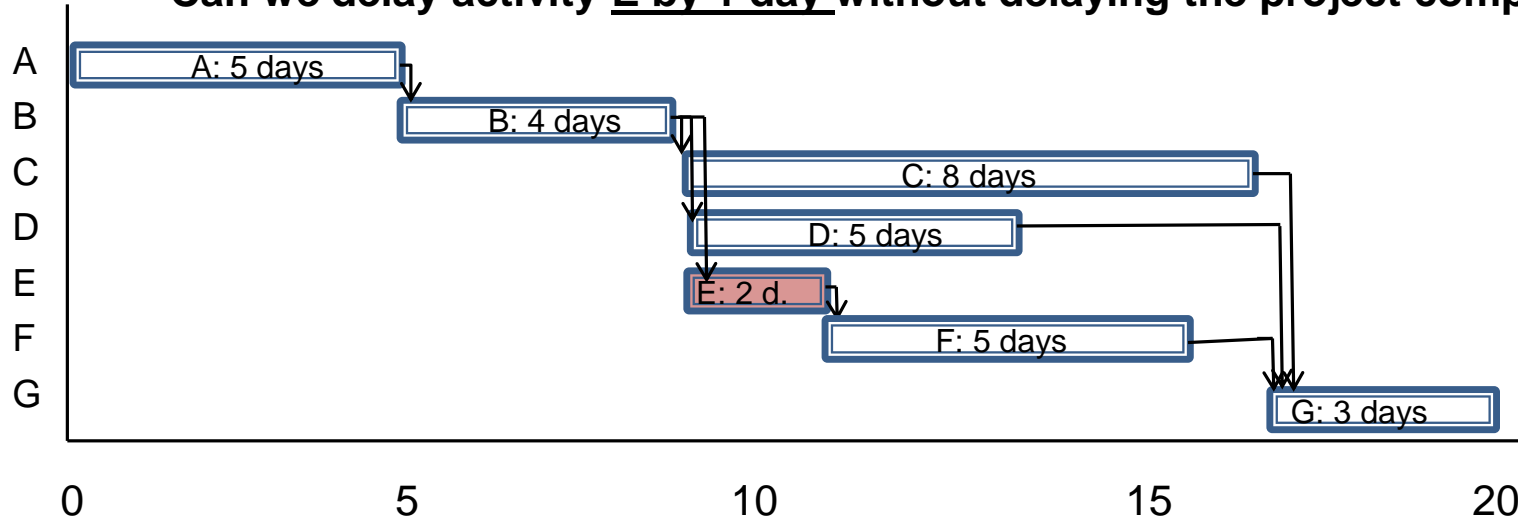 Can we delay activity E by 1 day without delaying the project comp
A A: 5 days
B B: 4 days
C C: 8 days
D D: 5 days
E E: 2 d.
F F: 5 days
G G: 3 days
0 5 10 15 20